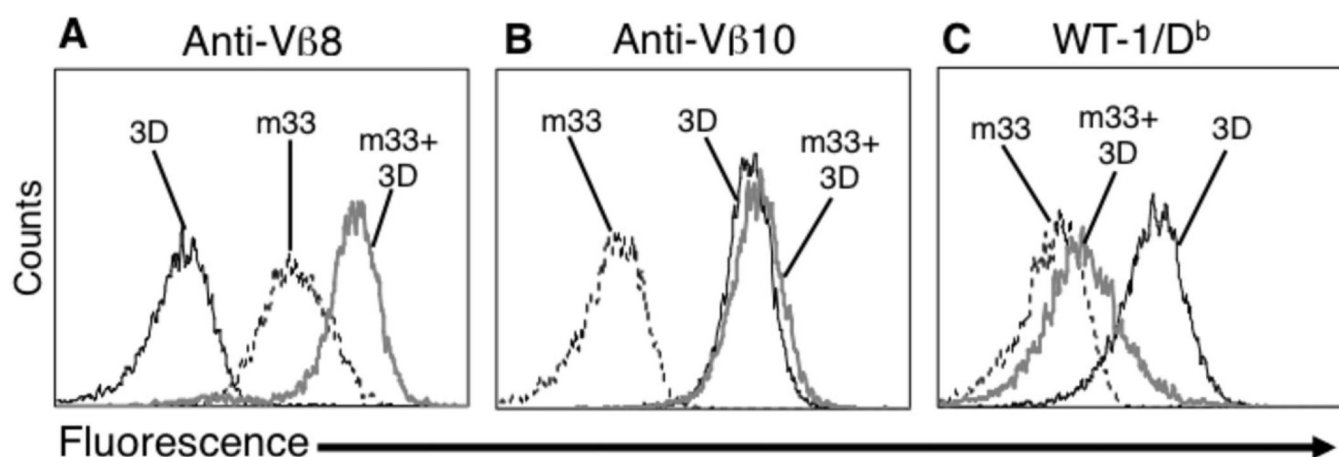 A Anti-Vß8
3D
m33
m33+
3D
Counts
B Anti-Vβ10
m33
3D
m33+
3D
C WT-1/Dᵇ
m33
m33+
3D
3D
Fluorescence